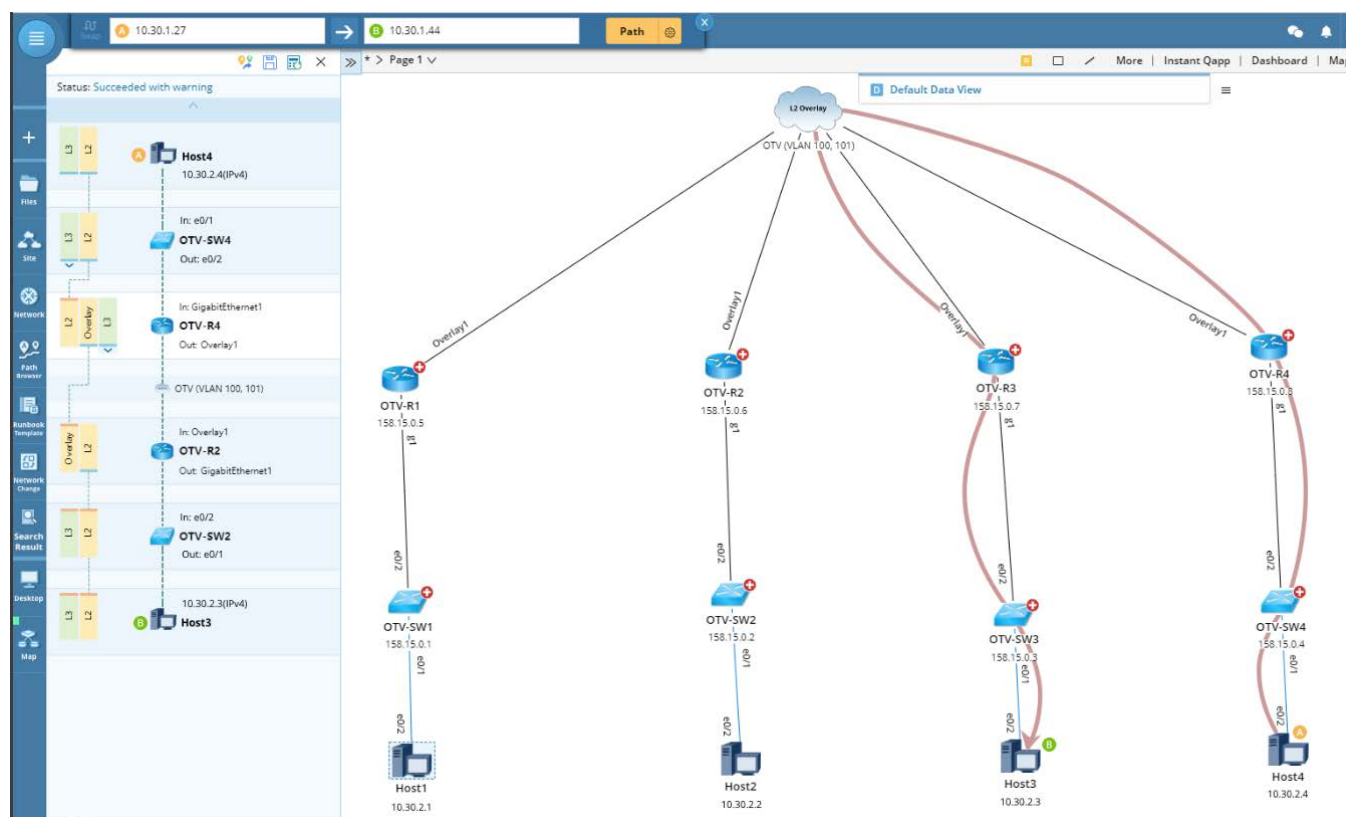 Swap
A
10.30.1.27
B
10.30.1.44
Path
x
* > Page 1
More | Instant Qapp | Dashboard | Ma
Status: Succeeded with warning
D Default Data View
Files
Site
Network
Path
Browser
Runbook
Template
Network
Change
Search
Result
Desktop
Map
L3
L2
A
Host4
10.30.2.4(IPv4)
L3
L2
In: e0/1
OTV-SW4
Out: e0/2
L2
Overlay
L3
In: GigabitEthernet1
OTV-R4
Out: Overlay1
OTV (VLAN 100, 101)
Overlay
L2
In: Overlay1
OTV-R2
Out: GigabitEthernet1
L3
L2
In: e0/2
OTV-SW2
Out: e0/1
L3
L2
10.30.2.3(IPv4)
B
Host3
L2 Overlay
OTV (VLAN 100, 101)
Overlay1
Overlay1
Overlay1
Overlay1
OTV-R1
158.15.0.5
g1
OTV-R2
158.15.0.6
g1
OTV-R3
158.15.0.7
g1
OTV-R4
158.15.0.8
g1
e0/2
e0/2
e0/2
e0/2
OTV-SW1
158.15.0.1
e0/1
OTV-SW2
158.15.0.2
e0/1
OTV-SW3
158.15.0.3
e0/1
OTV-SW4
158.15.0.4
e0/1
e0/2
e0/2
e0/2
e0/2
B
A
Host1
10.30.2.1
Host2
10.30.2.2
Host3
10.30.2.3
Host4
10.30.2.4